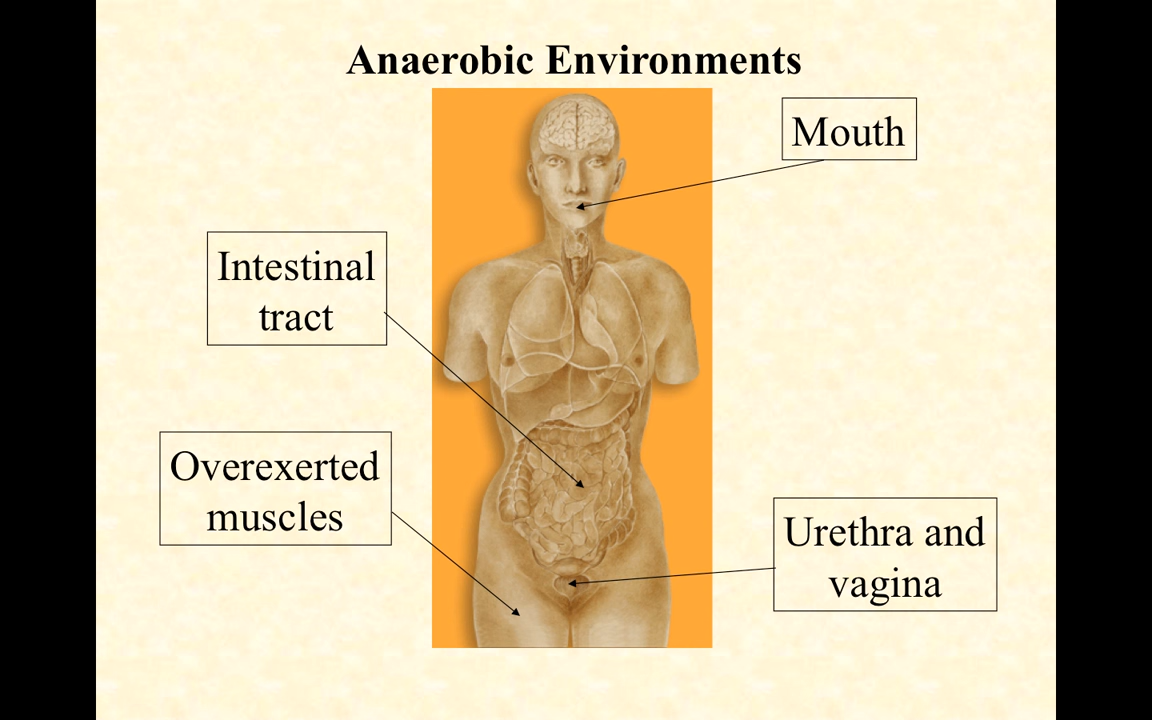 Anaerobic Environments
Mouth
Intestinal
tract
Overexerted
muscles
Urethra and
vagina